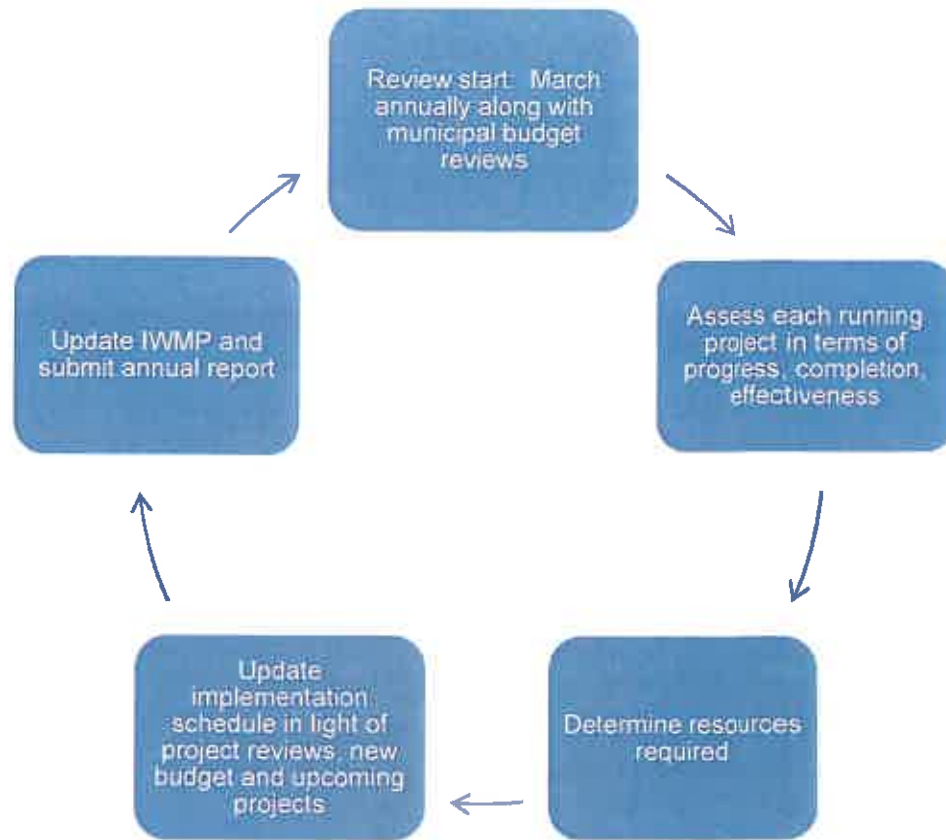 Review start: March
annually along with
municipal budget
reviews
Assess each running
project in terms of
progress, completion,
effectiveness
Determine resources
required
Update
implementation
schedule in light of
project reviews, new
budget and upcoming
projects
Update IWMP and
submit annual report